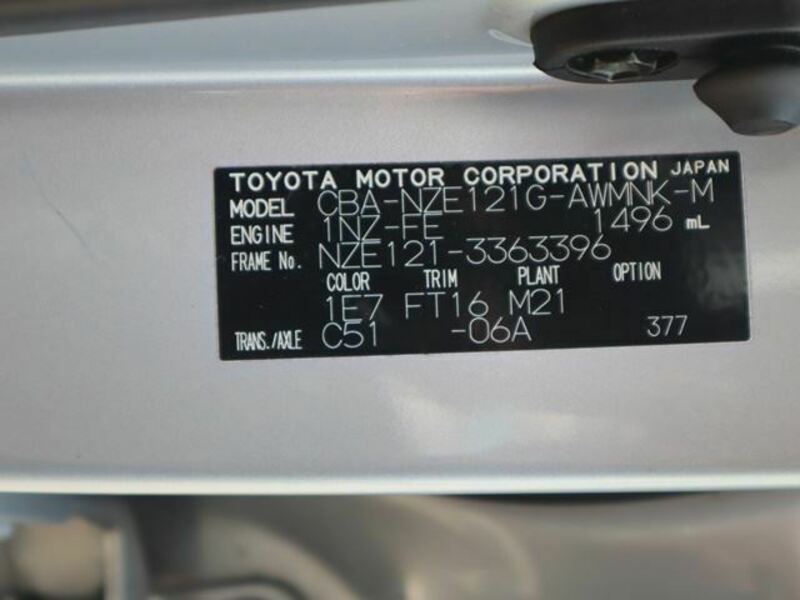 TOYOTA MOTOR CORPORATION JAPAN
MODEL CBA-NZE121G-AWMNK-M
ENGINE 1NZ-FE 1496 mL
FRAME No. NZE121-3363396
COLOR TRIM PLANT OPTION
1E7 FT16 M21
TRANS./AXLE C51 -06A 377